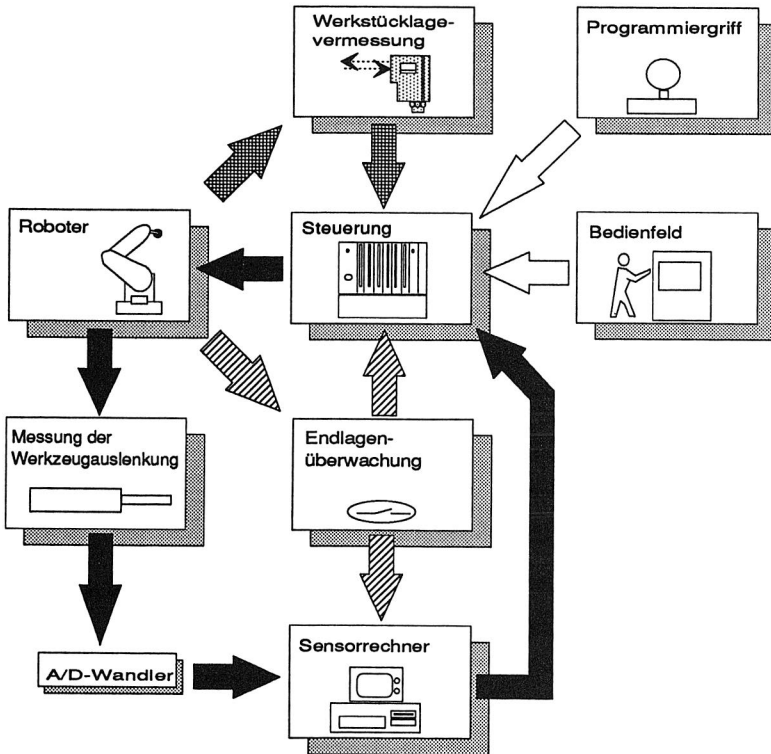 Werkstücklage-
vermessung
Programmiergriff
Roboter
Steuerung
Bedienfeld
Messung der
Werkzeugauslenkung
Endlagen-
überwachung
A/D-Wandler
Sensorrechner